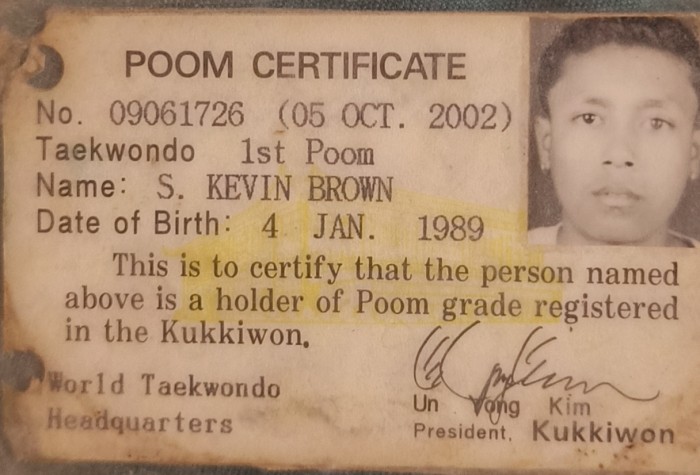 POOM CERTIFICATE
No. 09061726 (05 OCT. 2002)
Taekwondo 1st Poom
Name: S. KEVIN BROWN
Date of Birth: 4 JAN. 1989
This is to certify that the person named
above is a holder of Poom grade registered
in the Kukkiwon.
World Taekwondo
Headquarters
Un Yong Kim
President, Kukkiwon